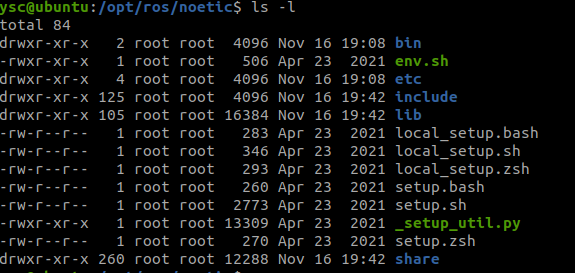 ysc@ubuntu:/opt/ros/noetic$ ls -l
total 84
drwxr-xr-x   2 root root  4096 Nov 16 19:08 bin
-rwxr-xr-x   1 root root   506 Apr 23  2021 env.sh
drwxr-xr-x   4 root root  4096 Nov 16 19:08 etc
drwxr-xr-x 125 root root  4096 Nov 16 19:42 include
drwxr-xr-x 105 root root 16384 Nov 16 19:42 lib
-rw-r--r--   1 root root   283 Apr 23  2021 local_setup.bash
-rw-r--r--   1 root root   346 Apr 23  2021 local_setup.sh
-rw-r--r--   1 root root   293 Apr 23  2021 local_setup.zsh
-rw-r--r--   1 root root   260 Apr 23  2021 setup.bash
-rw-r--r--   1 root root  2773 Apr 23  2021 setup.sh
-rwxr-xr-x   1 root root 13309 Apr 23  2021 _setup_util.py
-rw-r--r--   1 root root   270 Apr 23  2021 setup.zsh
drwxr-xr-x 260 root root 12288 Nov 16 19:42 share